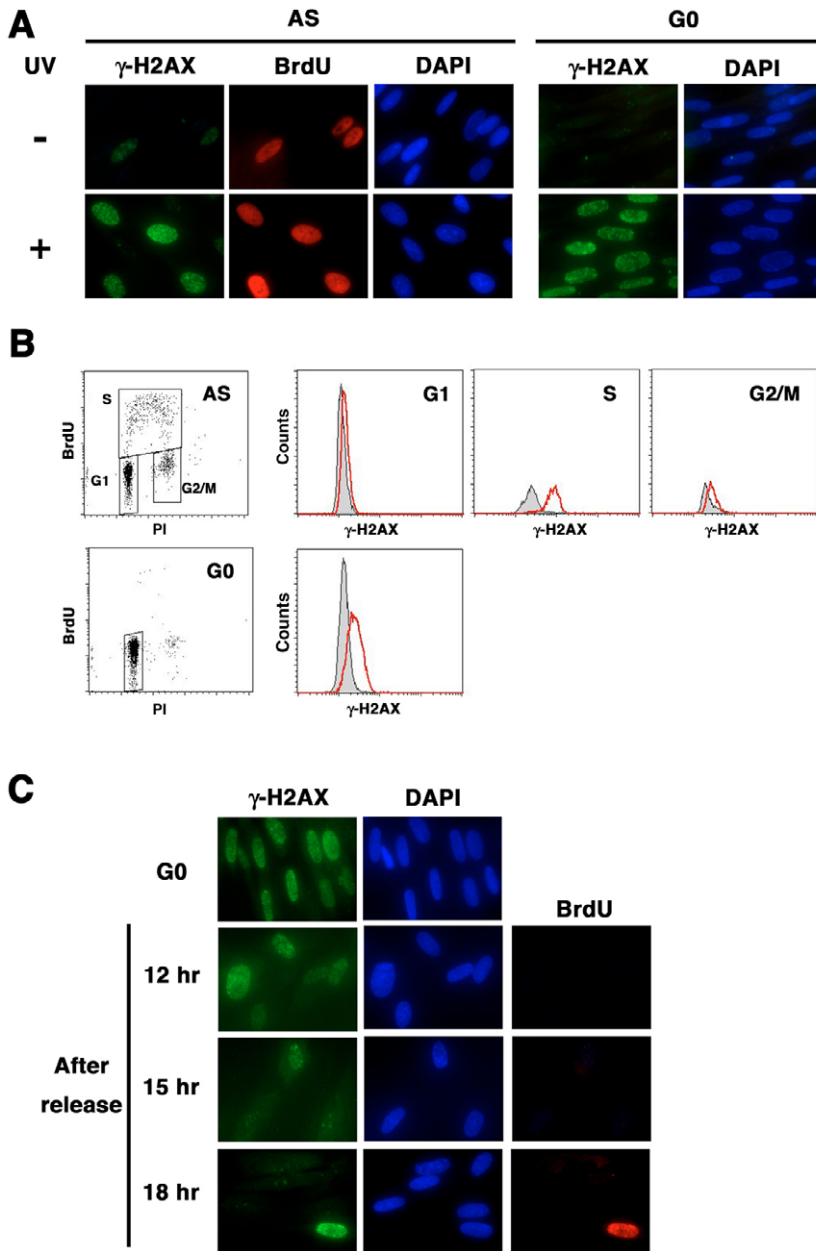 A
AS
G0
UV
γ-H2AX
BrdU
DAPI
γ-H2AX
DAPI
-
+
B
BrdU
S
AS
G1
G2/M
PI
Counts
G1
γ-H2AX
S
γ-H2AX
G2/M
γ-H2AX
BrdU
G0
PI
Counts
γ-H2AX
C
γ-H2AX
DAPI
G0
BrdU
After
release
12 hr
15 hr
18 hr